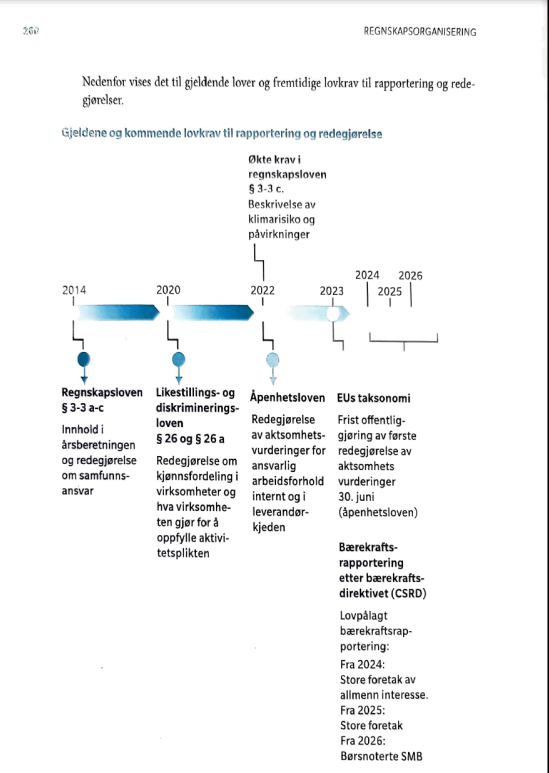 260
REGNSKAPSORGANISERING
Nedenfor vises det til gjeldende lover og fremtidige lovkrav til rapportering og rede-
gjørelser.
Gjeldene og kommende lovkrav til rapportering og redegjørelse
Økte krav i
regnskapsloven
§ 3-3 c.
Beskrivelse av
klimarisiko og
påvirkninger
2014
2020
2022
2023
2024
2025
2026
Regnskapsloven
§ 3-3 a-c
Innhold i
årsberetningen
og redegjørelse
om samfunns-
ansvar
Likestillings- og
diskriminerings-
loven
§ 26 og § 26 a
Redegjørelse om
kjønnsfordeling i
virksomheter og
hva virksomhe-
ten gjør for å
oppfylle aktivi-
tetsplikten
Åpenhetsloven
Redegjørelse
av aktsomhets-
vurderinger for
ansvarlig
arbeidsforhold
internt og i
leverandør-
kjeden
EUs taksonomi
Frist offentlig-
gjøring av første
redegjørelse av
aktsomhets
vurderinger
30. juni
(åpenhetsloven)
Bærekrafts-
rapportering
etter bærekrafts-
direktivet (CSRD)
Lovpålagt
bærekraftsrap-
portering:
Fra 2024:
Store foretak av
allmenn interesse.
Fra 2025:
Store foretak
Fra 2026:
Børsnoterte SMB